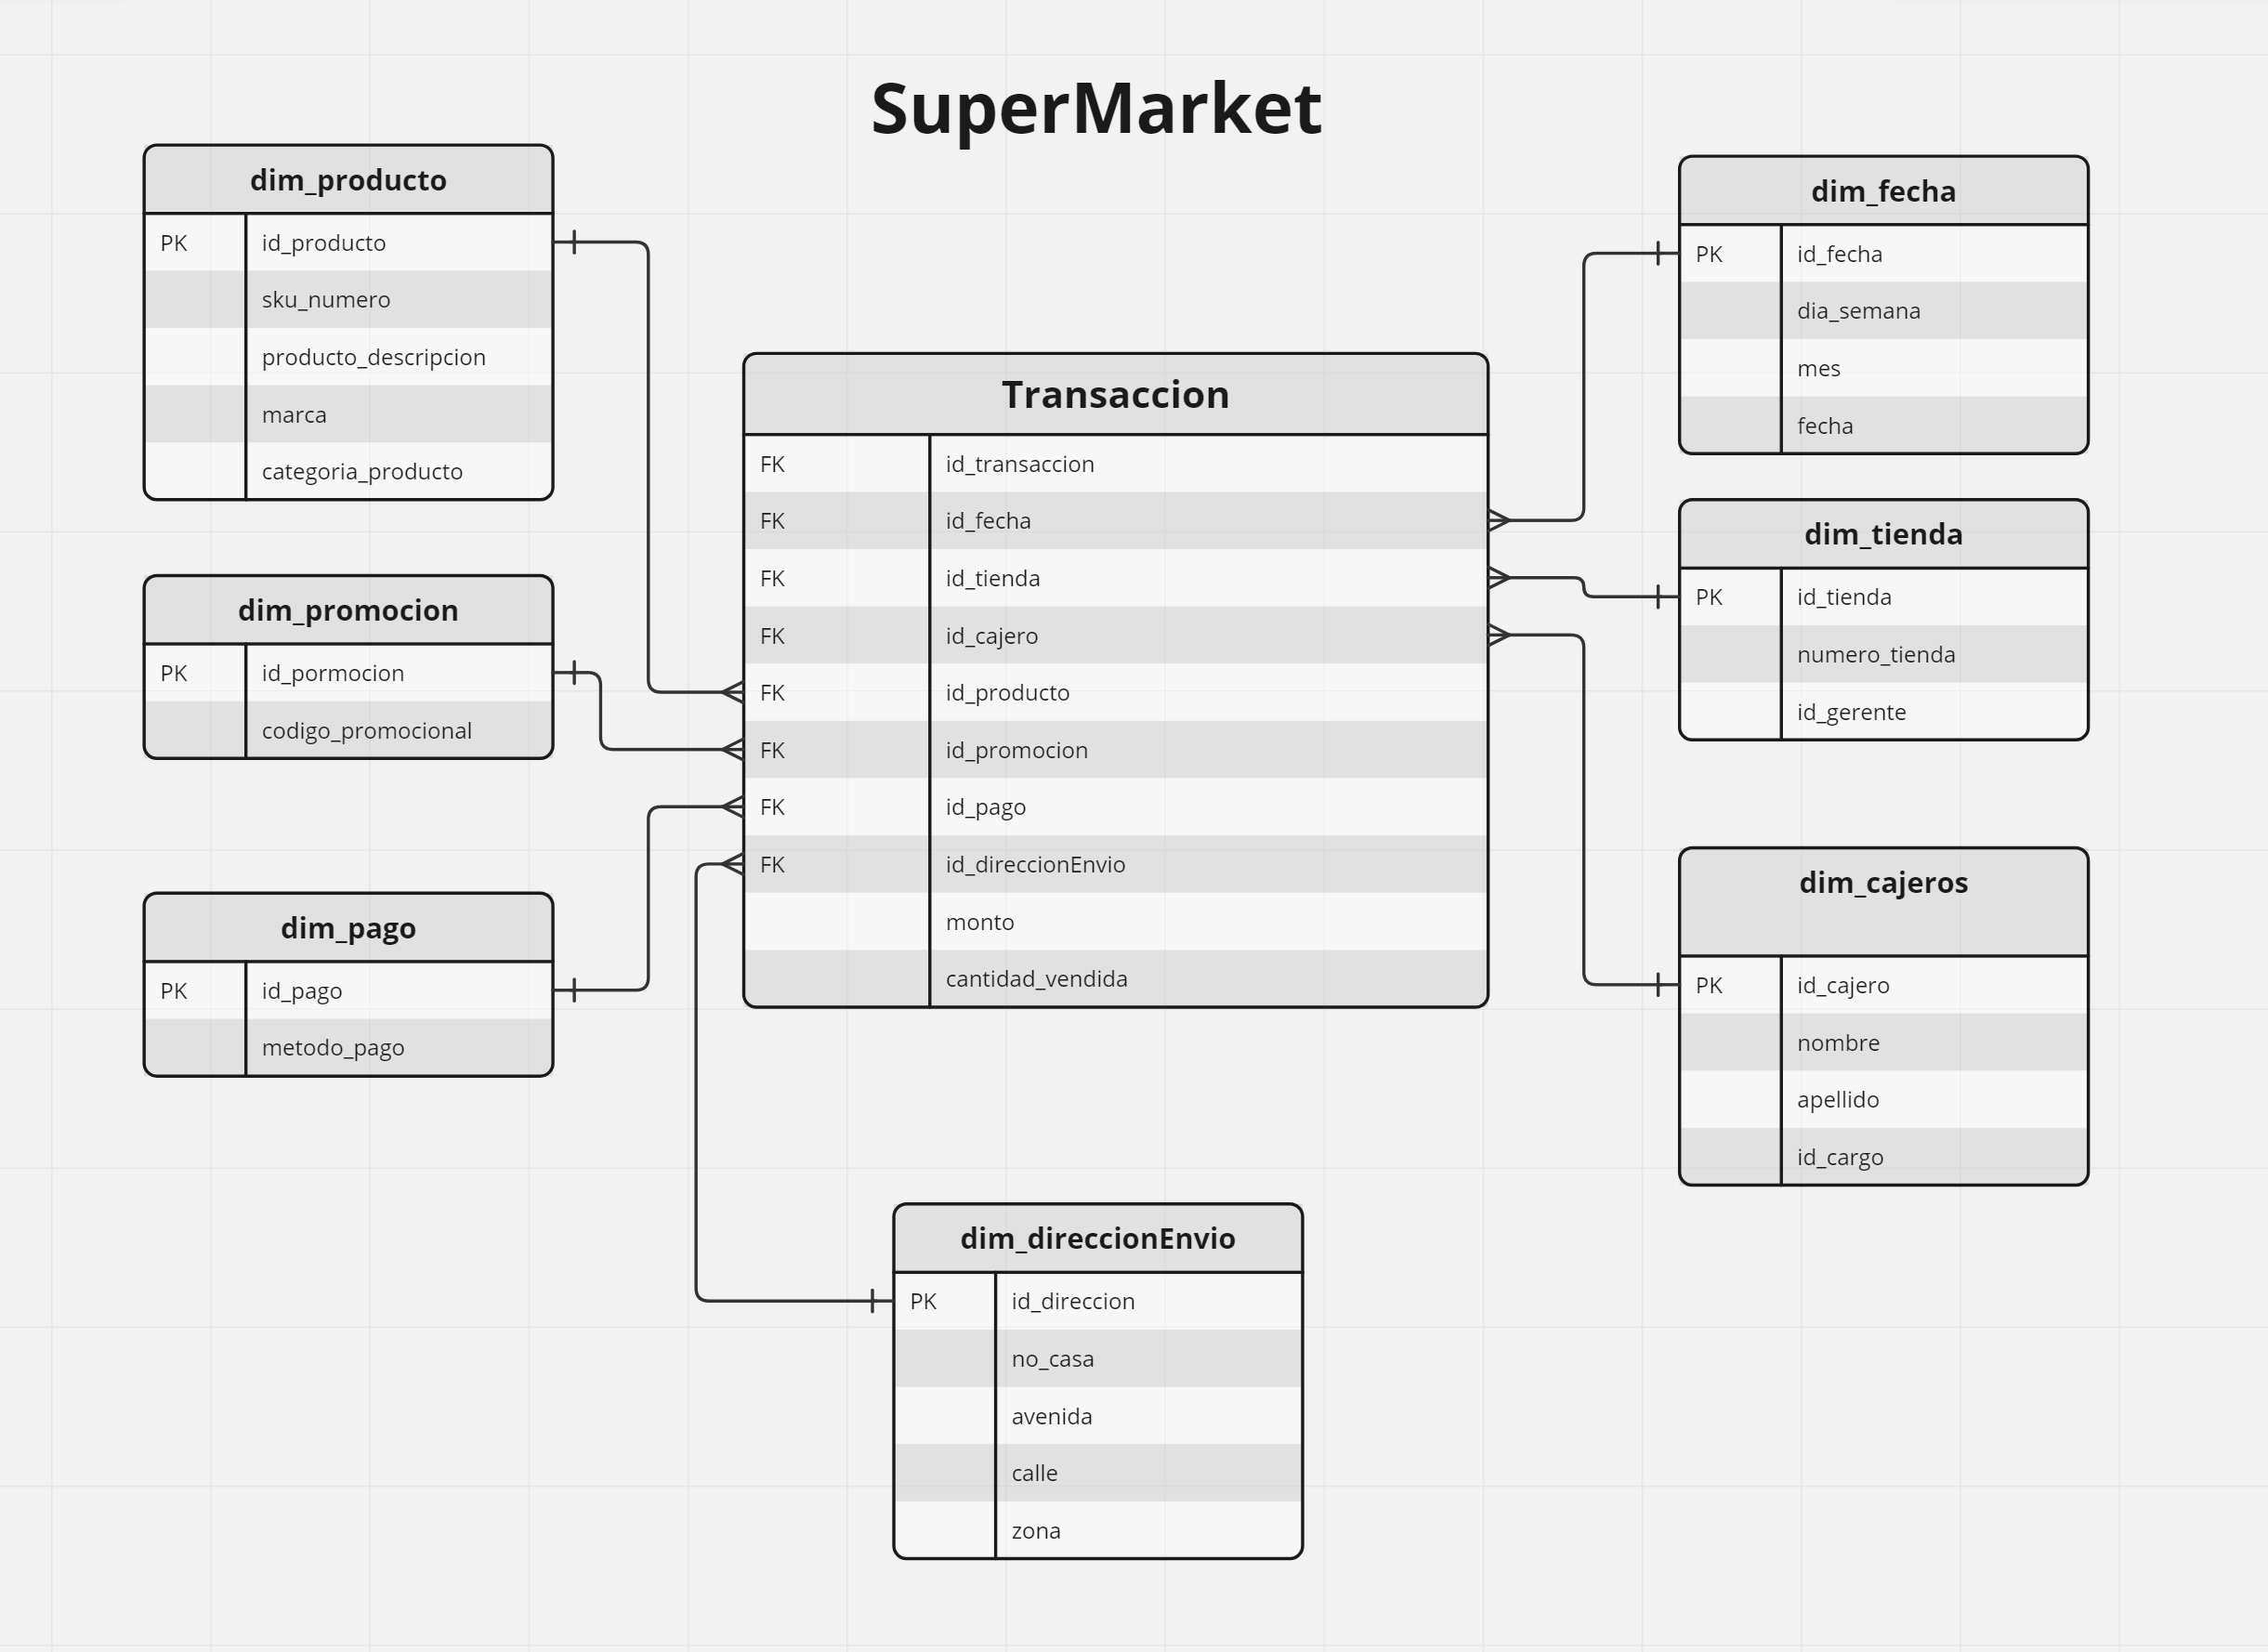 SuperMarket
dim_producto
PK id_producto
sku_numero
producto_descripcion
marca
categoria_producto
dim_promocion
PK id_pormocion
codigo_promocional
dim_pago
PK id_pago
metodo_pago
Transaccion
FK id_transaccion
FK id_fecha
FK id_tienda
FK id_cajero
FK id_producto
FK id_promocion
FK id_pago
FK id_direccionEnvio
monto
cantidad_vendida
dim_direccionEnvio
PK id_direccion
no_casa
avenida
calle
zona
dim_fecha
PK id_fecha
dia_semana
mes
fecha
dim_tienda
PK id_tienda
numero_tienda
id_gerente
dim_cajeros
PK id_cajero
nombre
apellido
id_cargo